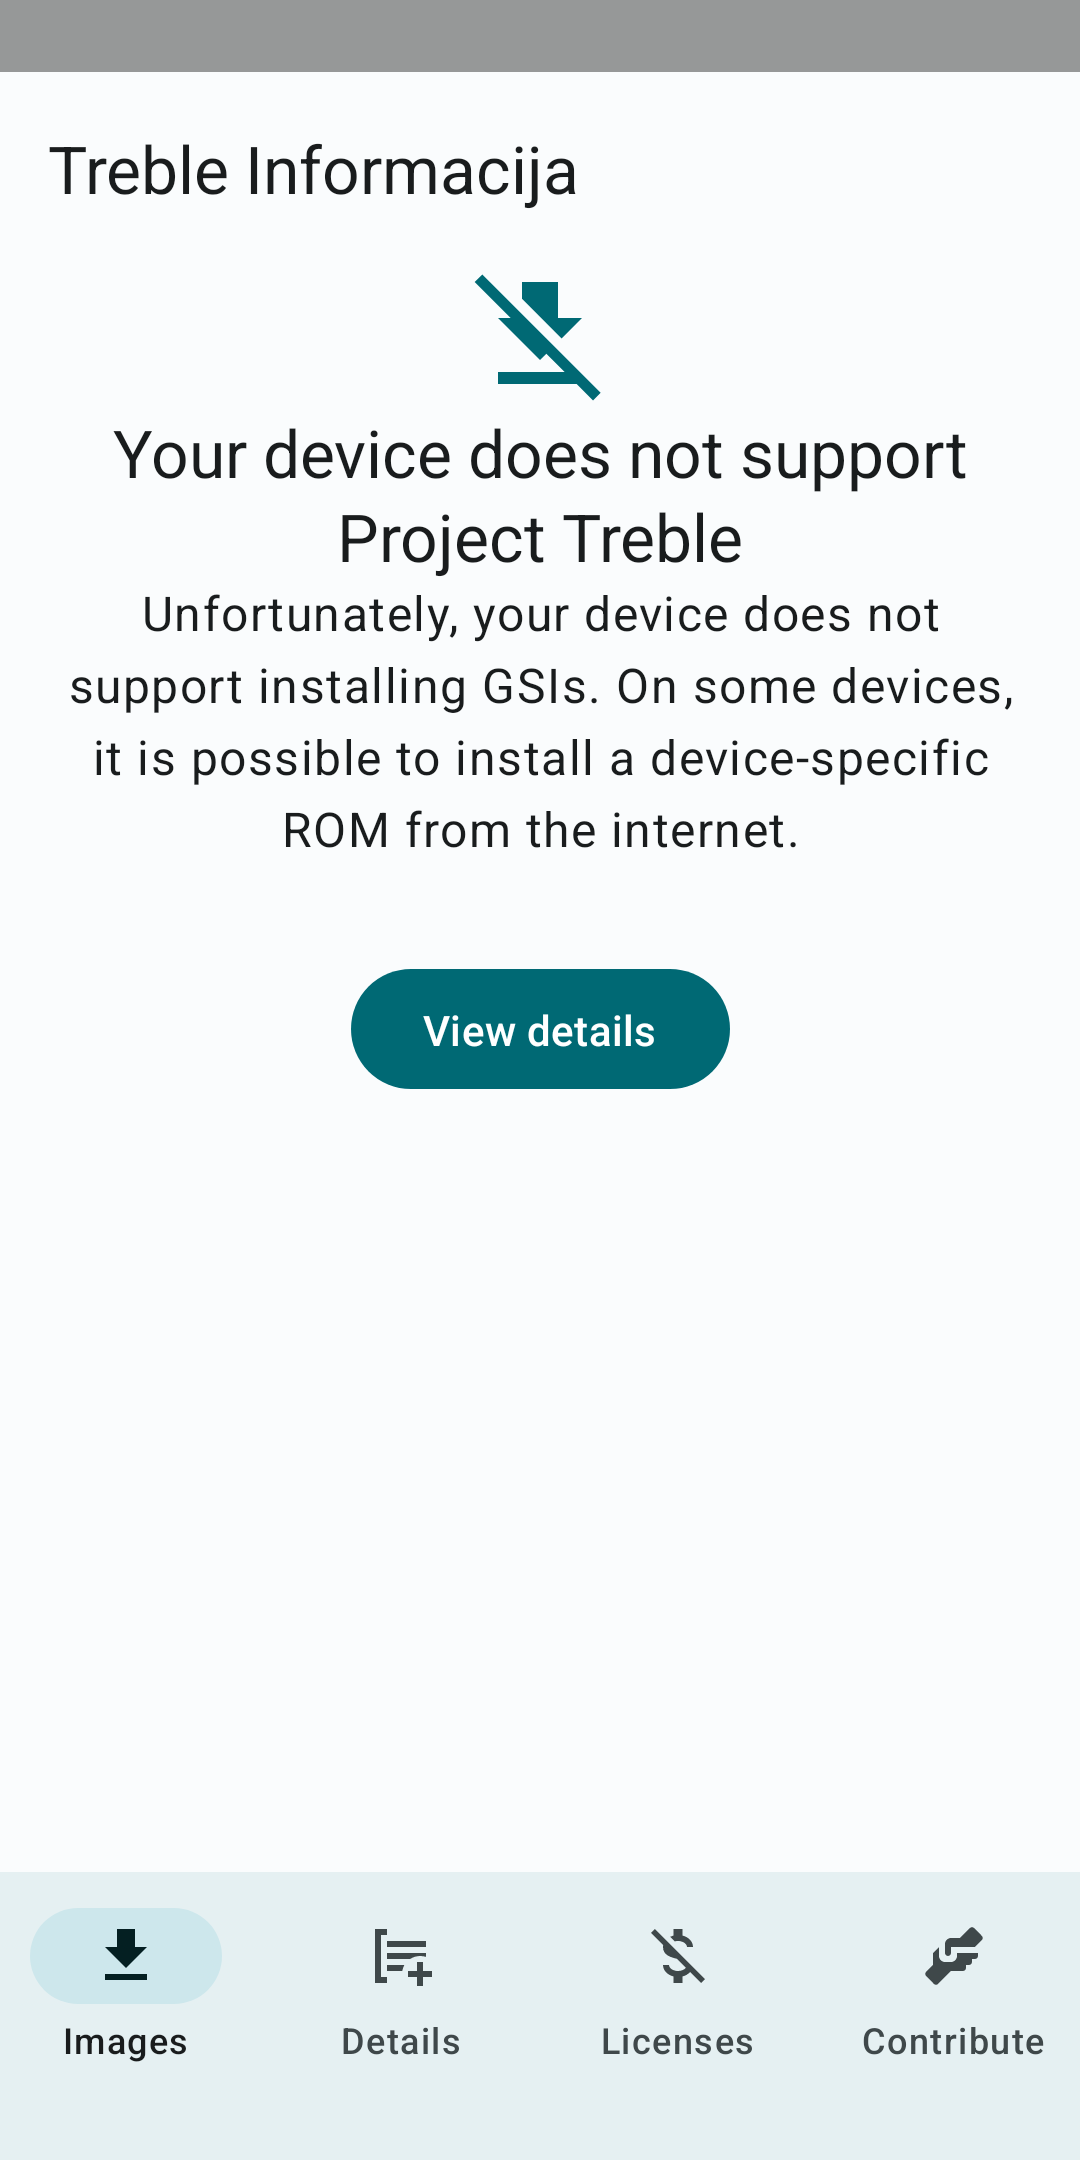 Treble Informacija
Your device does not support
Project Treble
Unfortunately, your device does not
support installing GSIs. On some devices,
it is possible to install a device-specific
ROM from the internet.
View details
Images
Details
Licenses
Contribute